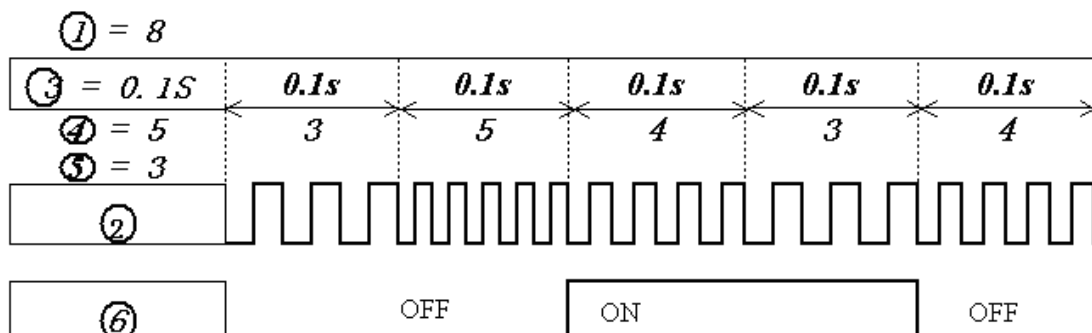 ① = 8
③ = 0.1S 0.1s 0.1s 0.1s 0.1s 0.1s
④ = 5 3 5 4 3 4
⑤ = 3
②
⑥ OFF ON OFF